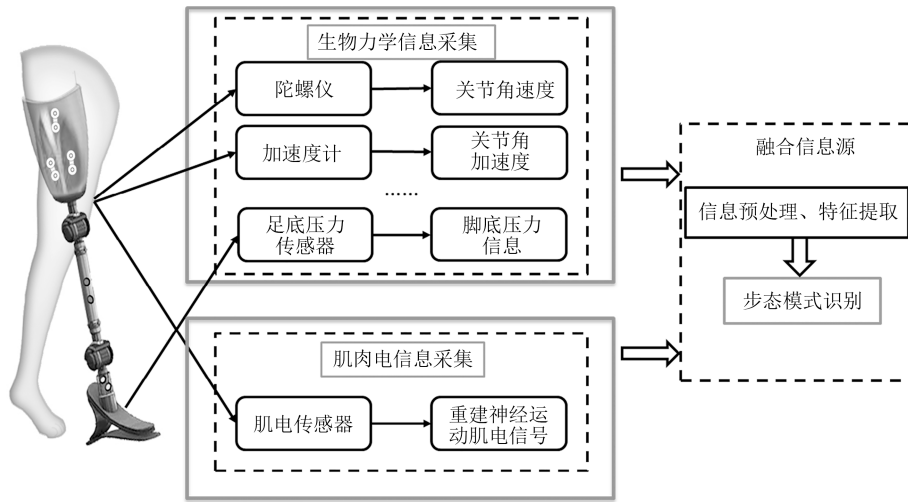 生物力学信息采集
陀螺仪
关节角速度
加速度计
关节角
加速度
……
足底压力
传感器
脚底压力
信息
肌肉电信息采集
肌电传感器
重建神经运
动肌电信号
融合信息源
信息预处理、特征提取
步态模式识别